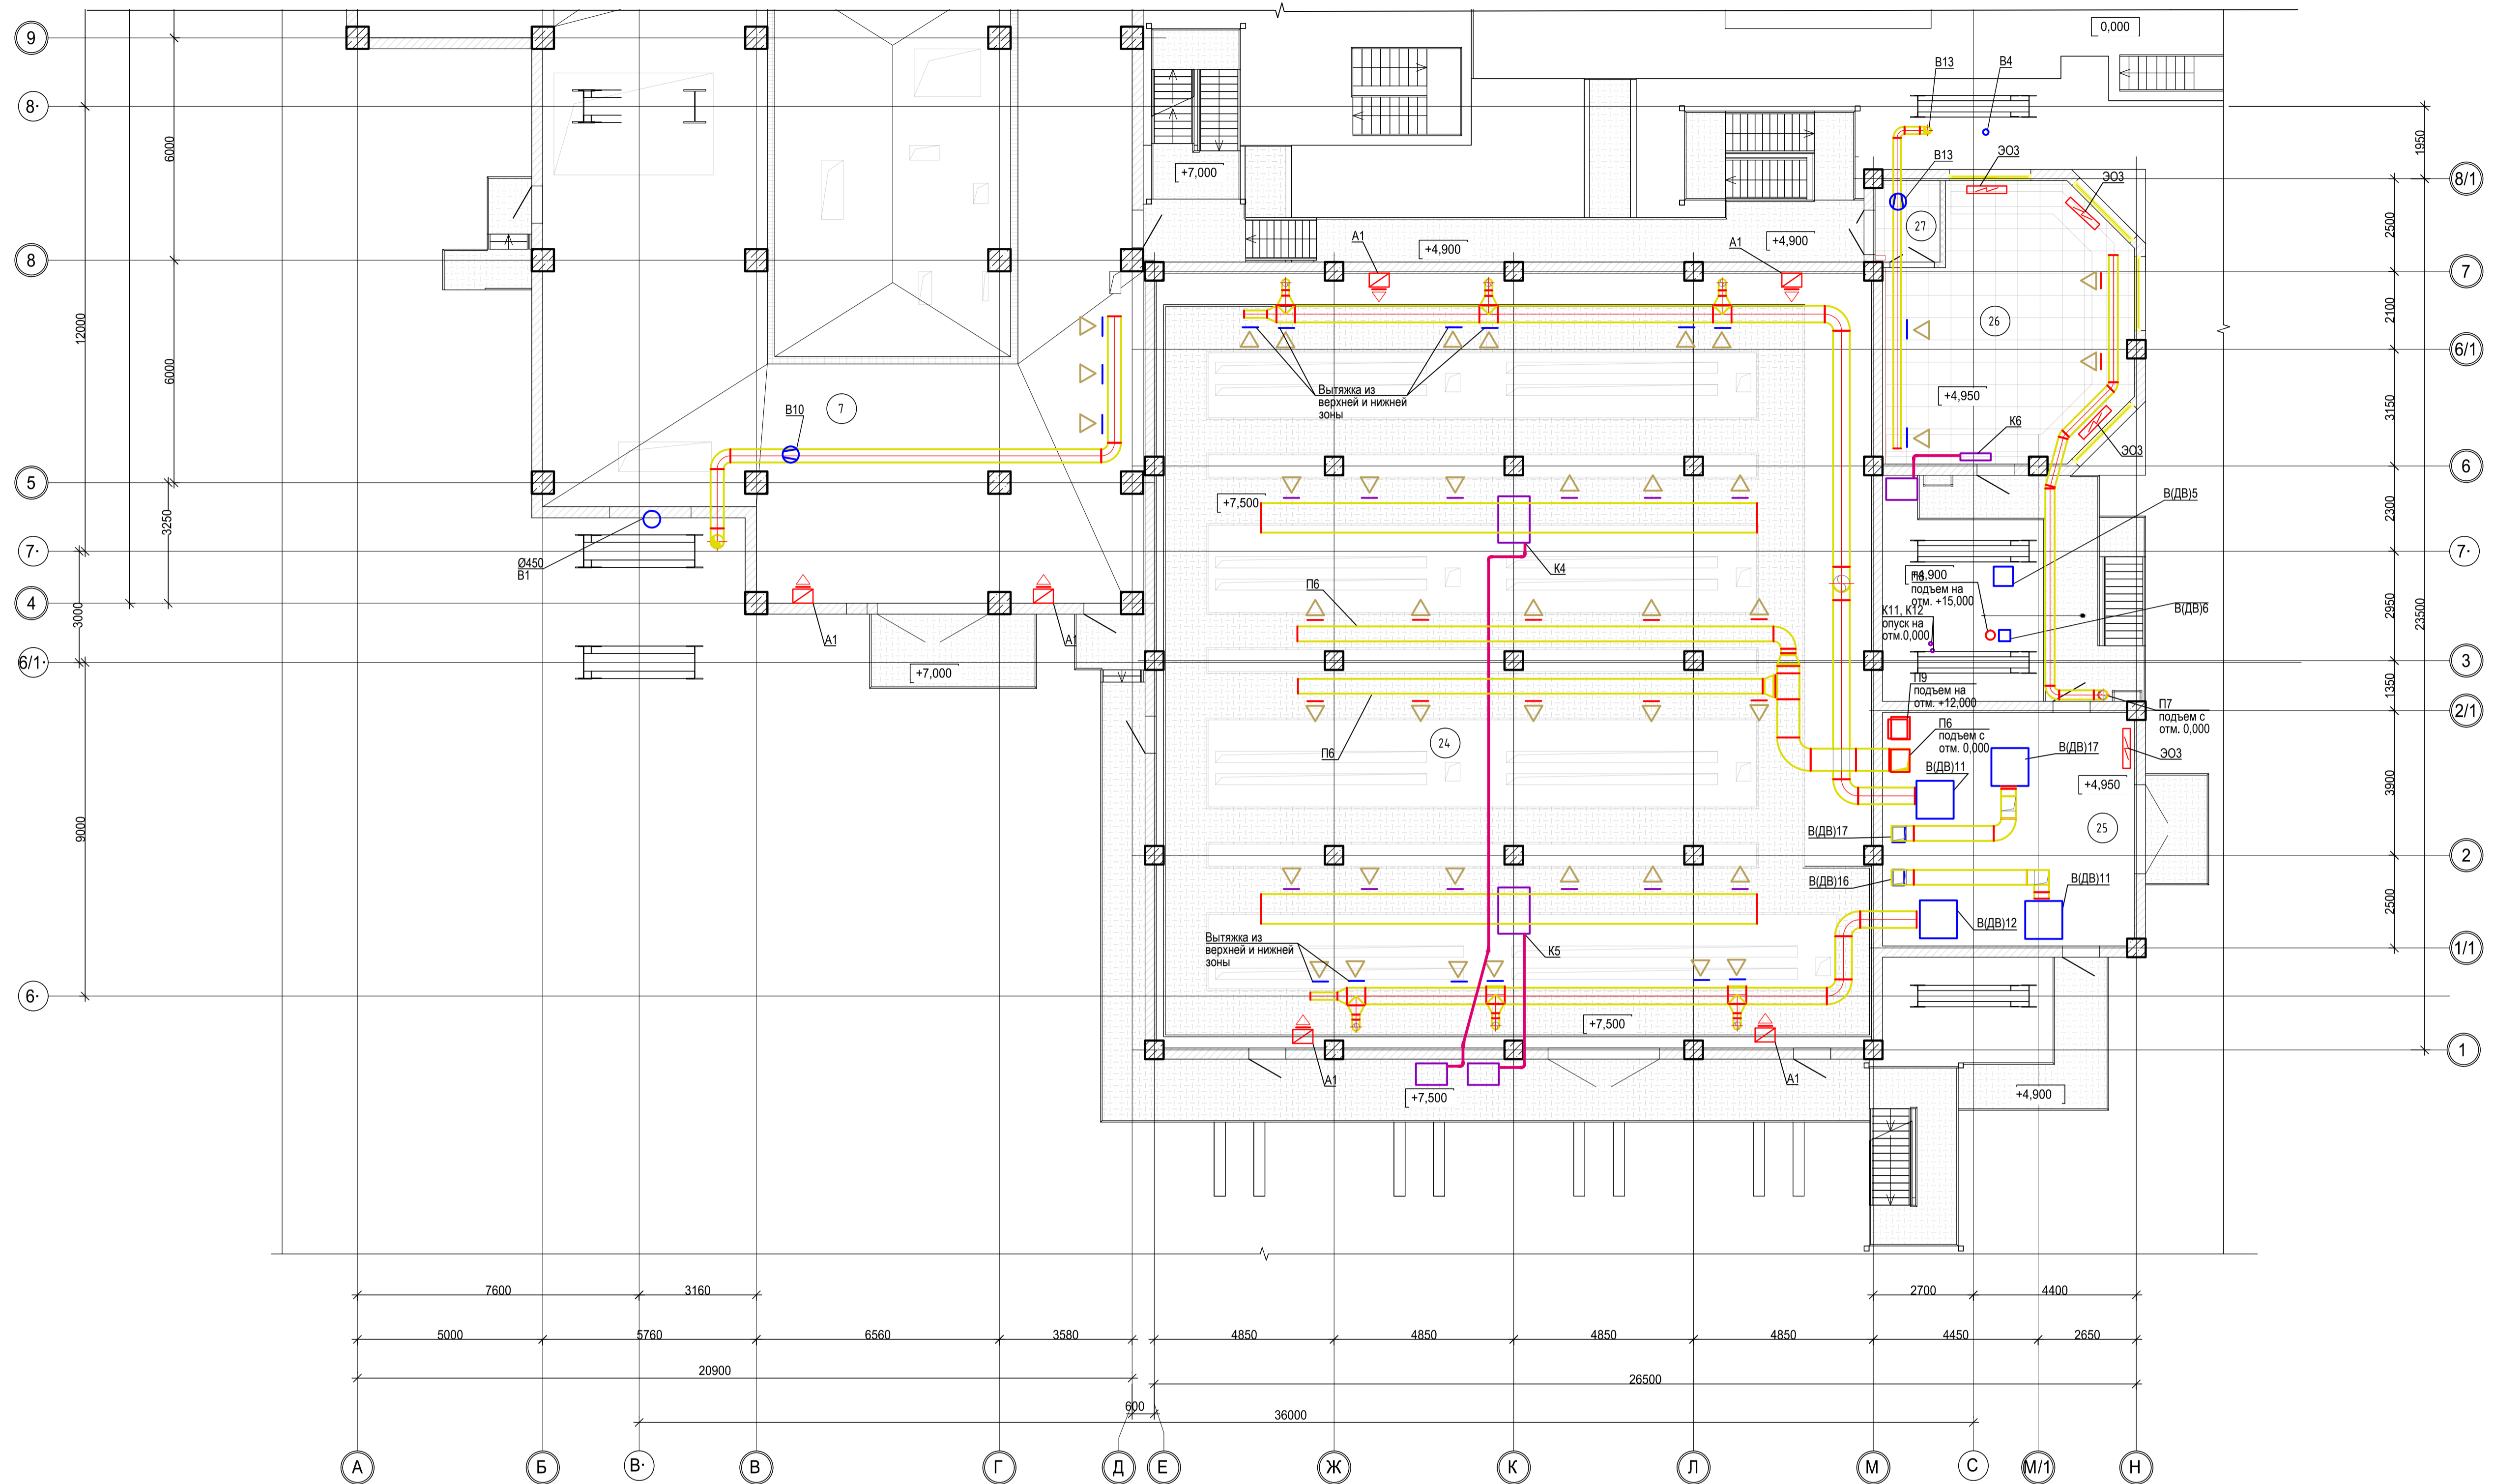 9
8·
8
5
7·
4
6/1·
6·
6000
12000
6000
3250
3000
9000
0,000
В13
В4
ЭО3
В13
ЭО3
+7,000
+4,900
+4,900
А1
А1
27
26
+4,950
К6
ЭО3
7
В10
Вытяжка из
верхней и нижней
зоны
Ø450
В1
+7,500
К4
П6
А1
А1
+7,000
В(ДВ)5
+4,900
подъем на
отм. +15,000
К11, К12
опуск на
отм.0,000
В(ДВ)6
П9
подъем на
отм. +12,000
П7
подъем с
отм. 0,000
П6
подъем с
отм. 0,000
П6
24
В(ДВ)17
ЭО3
В(ДВ)11
+4,950
25
В(ДВ)17
В(ДВ)16
В(ДВ)11
В(ДВ)12
Вытяжка из
верхней и нижней
зоны
К5
+7,500
А1
А1
+7,500
+4,900
1950
2500
2100
3150
2300
2950
23500
1350
3900
2500
8/1
7
6/1
6
7·
3
2/1
2
1/1
1
7600
3160
2700
4400
5000
5760
6560
3580
4850
4850
4850
4850
4450
2650
20900
26500
600
36000
А
Б
В·
В
Г
Д
Е
Ж
К
Л
М
С
М/1
Н